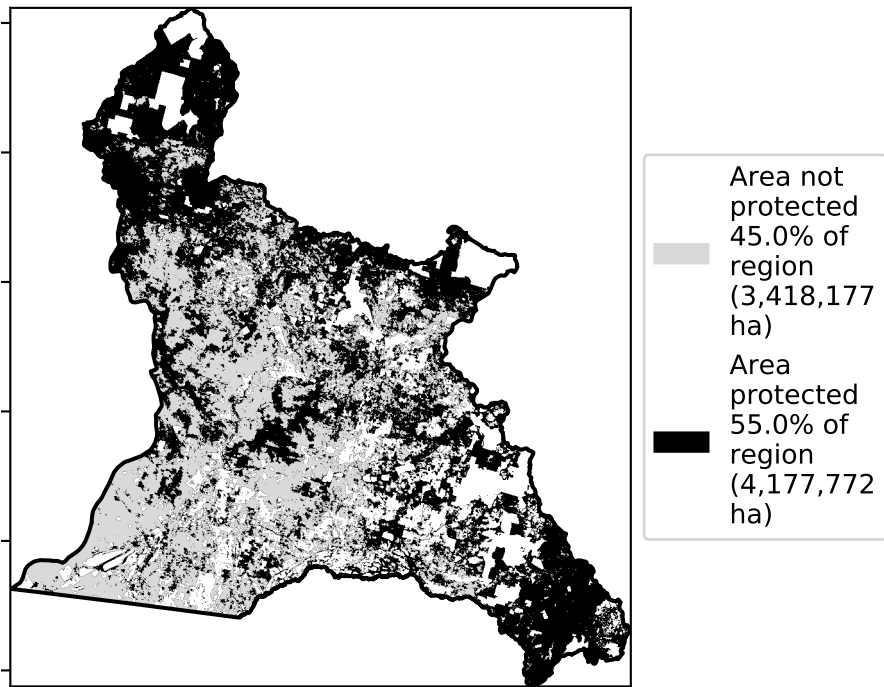 Area not
protected
45.0% of
region
(3,418,177
ha)
Area
protected
55.0% of
region
(4,177,772
ha)